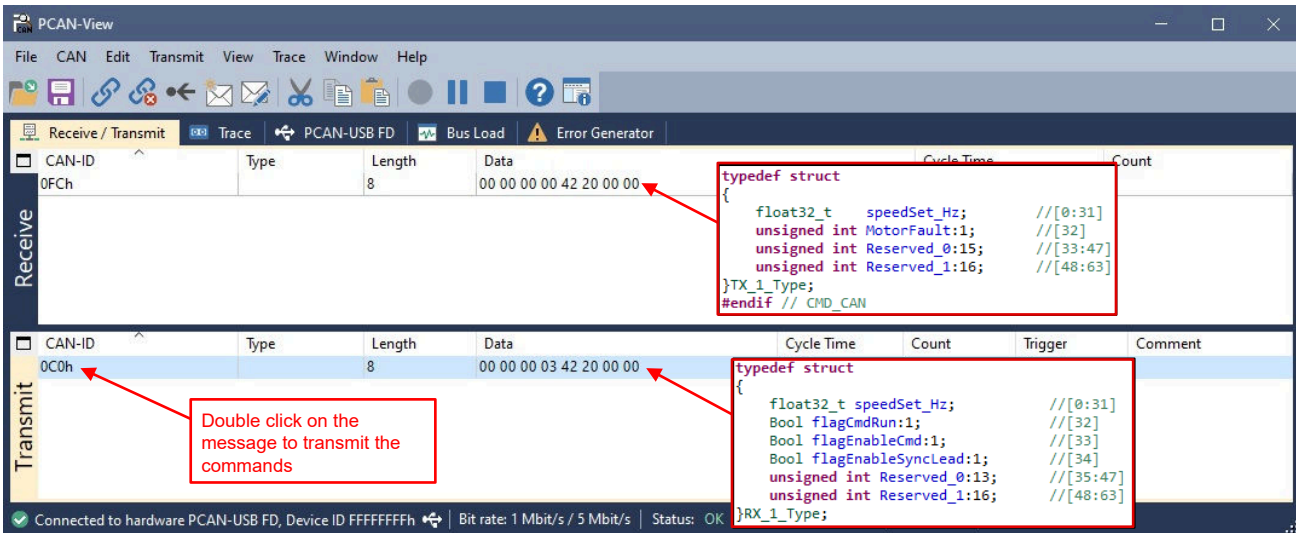 PCAN-View
File CAN Edit Transmit View Trace Window Help
Receive / Transmit Trace PCAN-USB FD Bus Load Error Generator
CAN-ID Type Length Data Cycle Time Count
0FCh 8 00 00 00 00 42 20 00 00
typedef struct
{
float32_t speedSet_Hz; //[0:31]
unsigned int MotorFault:1; //[32]
unsigned int Reserved_0:15; //[33:47]
unsigned int Reserved_1:16; //[48:63]
}TX_1_Type;
#endif // CMD_CAN
Receive
CAN-ID Type Length Data Cycle Time Count Trigger Comment
0C0h 8 00 00 00 03 42 20 00 00
typedef struct
{
float32_t speedSet_Hz; //[0:31]
Bool flagCmdRun:1; //[32]
Bool flagEnableCmd:1; //[33]
Bool flagEnableSyncLead:1; //[34]
unsigned int Reserved_0:13; //[35:47]
unsigned int Reserved_1:16; //[48:63]
}RX_1_Type;
Double click on the
message to transmit the
commands
Transmit
Connected to hardware PCAN-USB FD, Device ID FFFFFFFFh Bit rate: 1 Mbit/s / 5 Mbit/s Status: OK